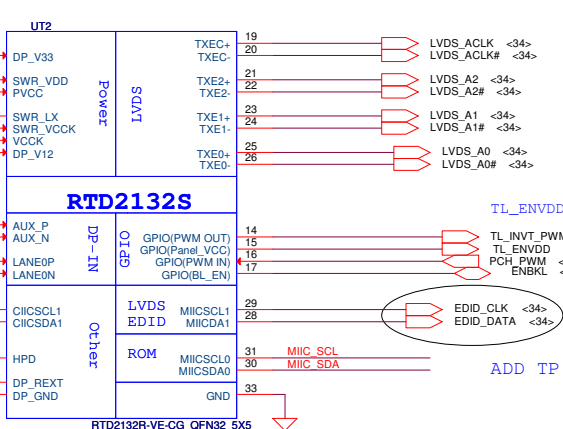 UT2
19
TXEC+
LVDS_ACLK <34>
20
TXEC-
LVDS_ACLK# <34>
DP_V33
21
SWR_VDD
TXE2+
LVDS_A2 <34>
22
PVCC
TXE2-
LVDS_A2# <34>
Power
LVDS
23
SWR_LX
TXE1+
LVDS_A1 <34>
24
SWR_VCCK
TXE1-
LVDS_A1# <34>
VCCK
25
DP_V12
TXE0+
LVDS_A0 <34>
26
TXE0-
LVDS_A0# <34>
RTD2132S
TL_ENVDD
AUX_P
14
AUX_N
GPIO(PWM OUT)
TL_INVT_PWM
15
GPIO(Panel_VCC)
TL_ENVDD
DP-IN
GPIO
16
LANE0P
GPIO(PWM IN)
PCH_PWM <
17
LANE0N
GPIO(BL_EN)
ENBKL <
29
CIICSCL1
LVDS
MIICSCL1
EDID_CLK <34>
28
CIICSDA1
EDID
MIICDA1
EDID_DATA <34>
Other
31
HPD
ROM
MIICSCL0
MIIC_SCL
30
MIICSDA0
MIIC_SDA
ADD TP
DP_REXT
33
DP_GND
GND
RTD2132R-VE-CG_QFN32_5X5